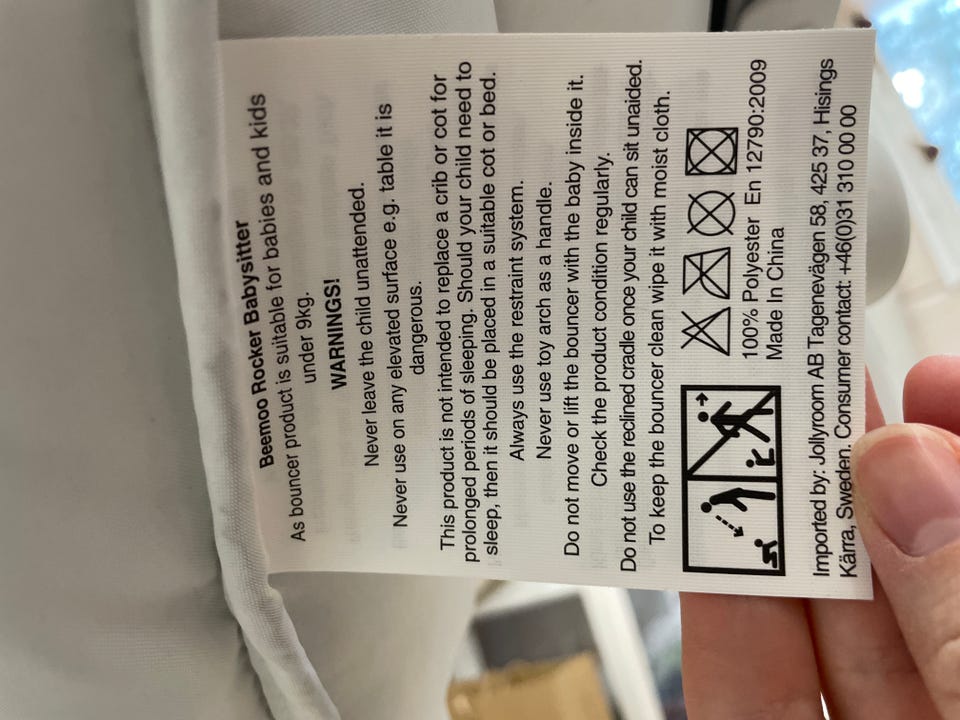 Beemoo Rocker Babysitter
As bouncer product is suitable for babies and kids
under 9kg.
WARNINGS!
Never leave the child unattended.
Never use on any elevated surface e.g. table it is
dangerous.
This product is not intended to replace a crib or cot for
prolonged periods of sleeping. Should your child need to
sleep, then it should be placed in a suitable cot or bed.
Always use the restraint system.
Never use toy arch as a handle.
Do not move or lift the bouncer with the baby inside it.
Check the product condition regularly.
Do not use the reclined cradle once your child can sit unaided.
To keep the bouncer clean wipe it with moist cloth.
100% Polyester En 12790:2009
Made In China
Imported by: Jollyroom AB Tagenevägen 58, 425 37, Hisings
Kärra, Sweden. Consumer contact: +46(0)31 310 00 00